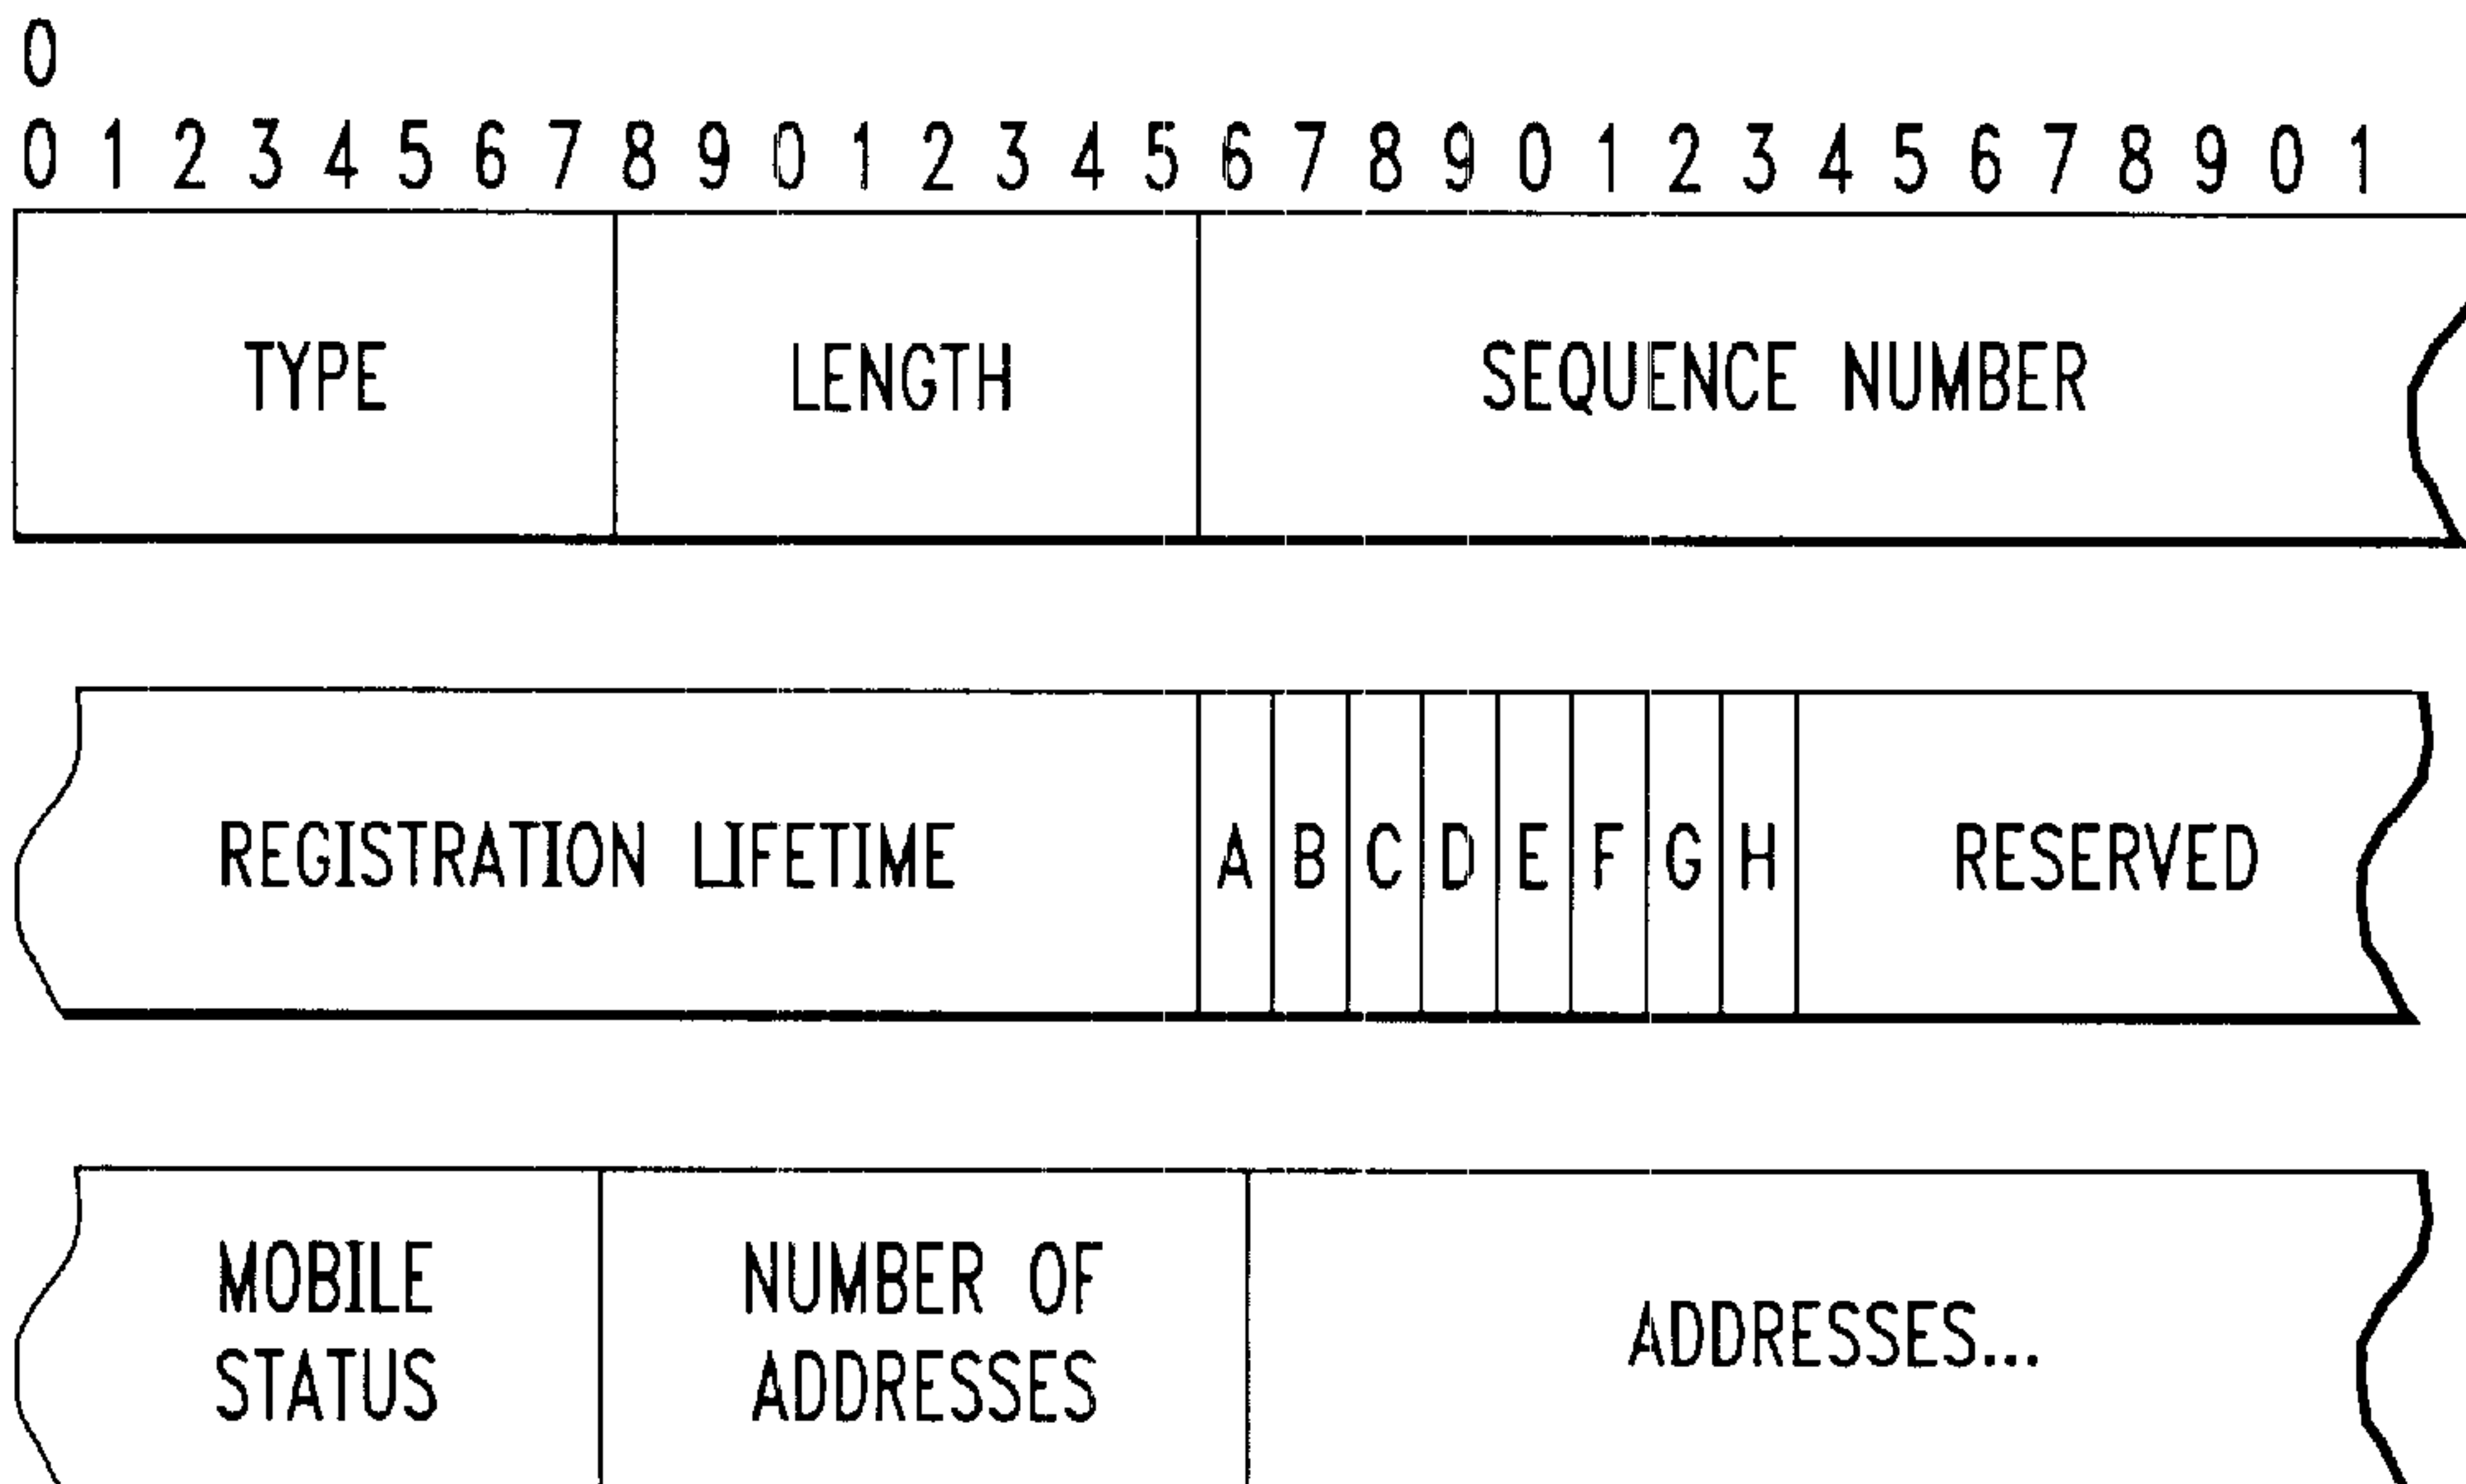 0
0 1 2 3 4 5 6 7 8 9 0 1 2 3 4 5 6 7 8 9 0 1 2 3 4 5 6 7 8 9 0 1
TYPE LENGTH SEQUENCE NUMBER
REGISTRATION LIFETIME A B C D E F G H RESERVED
MOBILE
STATUS
NUMBER OF
ADDRESSES
ADDRESSES...